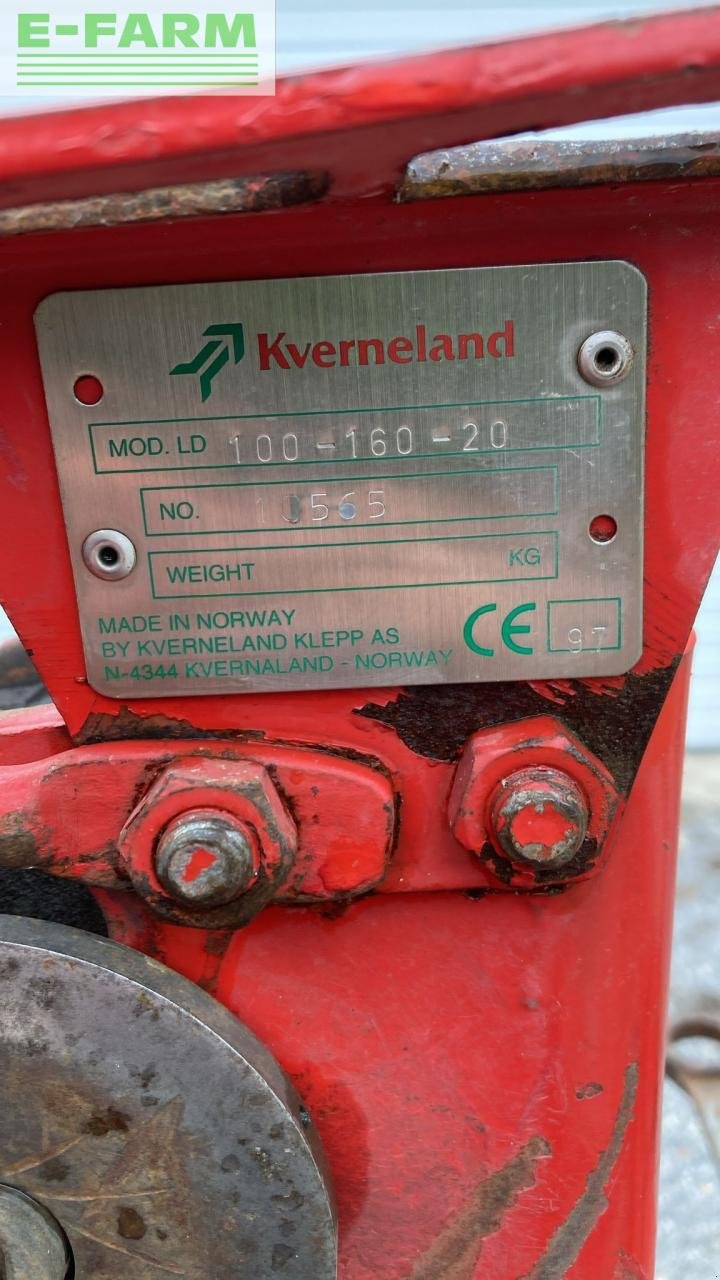 E-FARM
Kverneland
MOD. LD 100-160-20
NO. 10565
WEIGHT KG
MADE IN NORWAY
BY KVERNELAND KLEPP AS
N-4344 KVERNALAND - NORWAY
CE 97